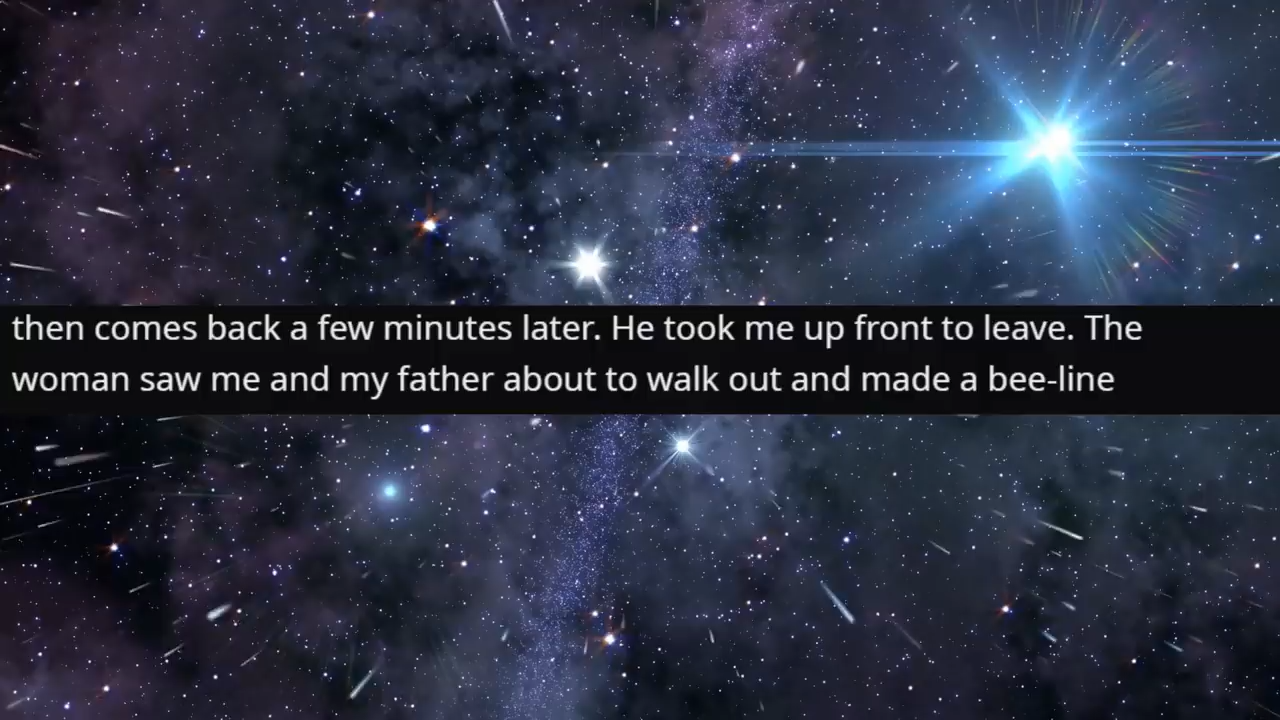 then comes back a few minutes later. He took me up front to leave. The
woman saw me and my father about to walk out and made a bee-line